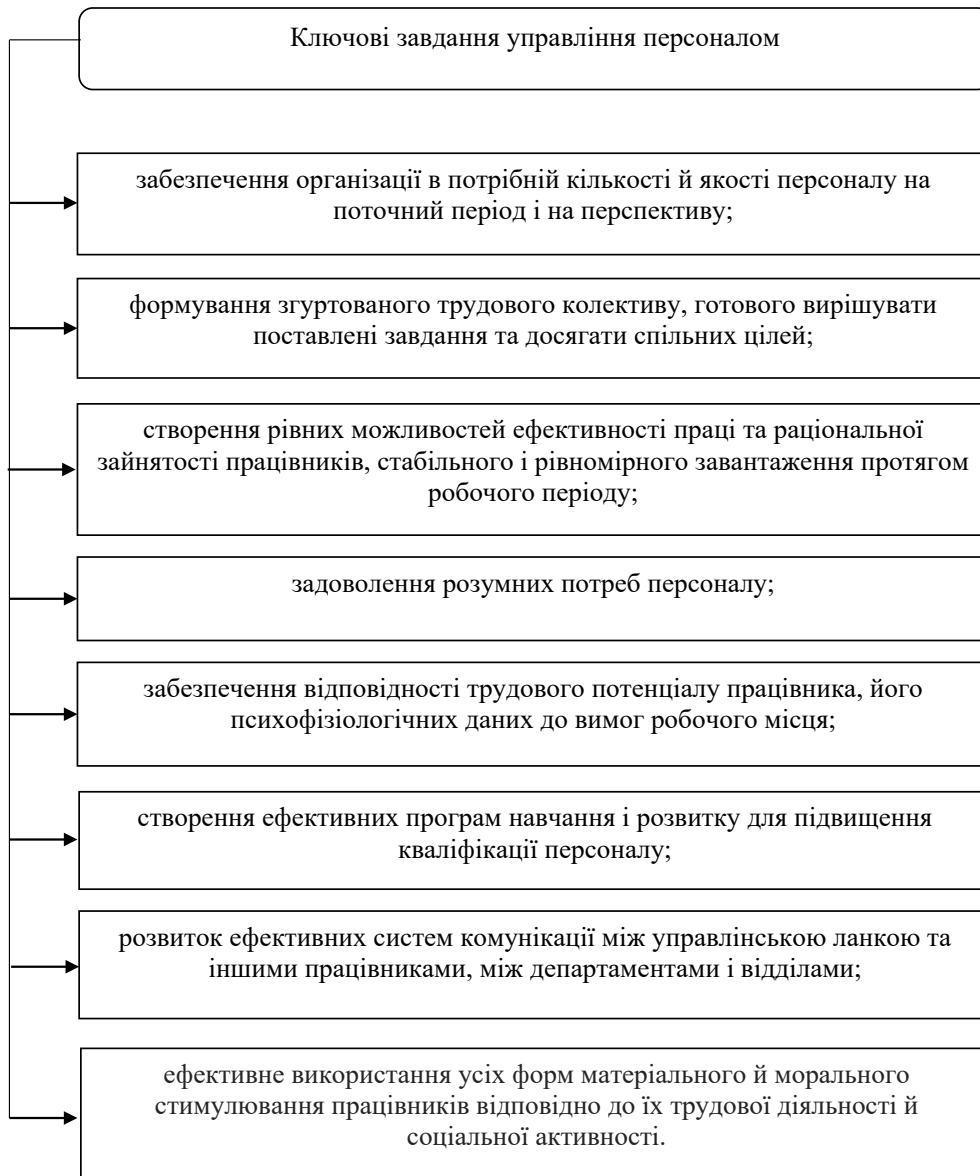 Ключові завдання управління персоналом
забезпечення організації в потрібній кількості й якості персоналу на
поточний період і на перспективу;
формування згуртованого трудового колективу, готового вирішувати
поставлені завдання та досягати спільних цілей;
створення рівних можливостей ефективності праці та раціональної
зайнятості працівників, стабільного і рівномірного завантаження протягом
робочого періоду;
задоволення розумних потреб персоналу;
забезпечення відповідності трудового потенціалу працівника, його
психофізіологічних даних до вимог робочого місця;
створення ефективних програм навчання і розвитку для підвищення
кваліфікації персоналу;
розвиток ефективних систем комунікації між управлінською ланкою та
іншими працівниками, між департаментами і відділами;
ефективне використання усіх форм матеріального й морального
стимулювання працівників відповідно до їх трудової діяльності й
соціальної активності.